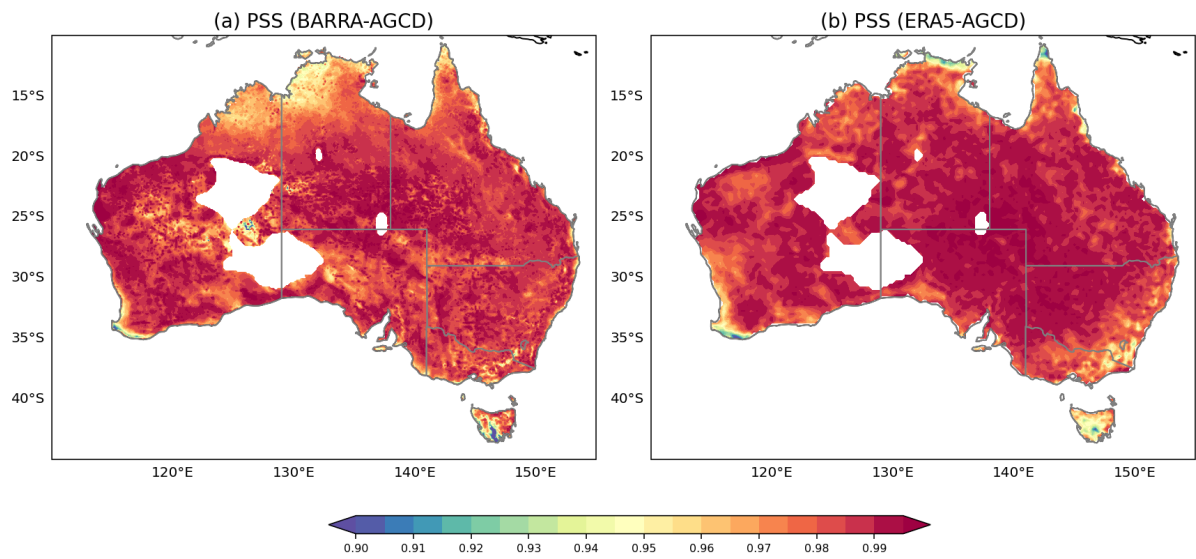 (a) PSS (BARRA-AGCD)
(b) PSS (ERA5-AGCD)
15°S
20°S
25°S
30°S
35°S
40°S
15°S
20°S
25°S
30°S
35°S
40°S
120°E 130°E 140°E 150°E
120°E 130°E 140°E 150°E
0.90 0.91 0.92 0.93 0.94 0.95 0.96 0.97 0.98 0.99